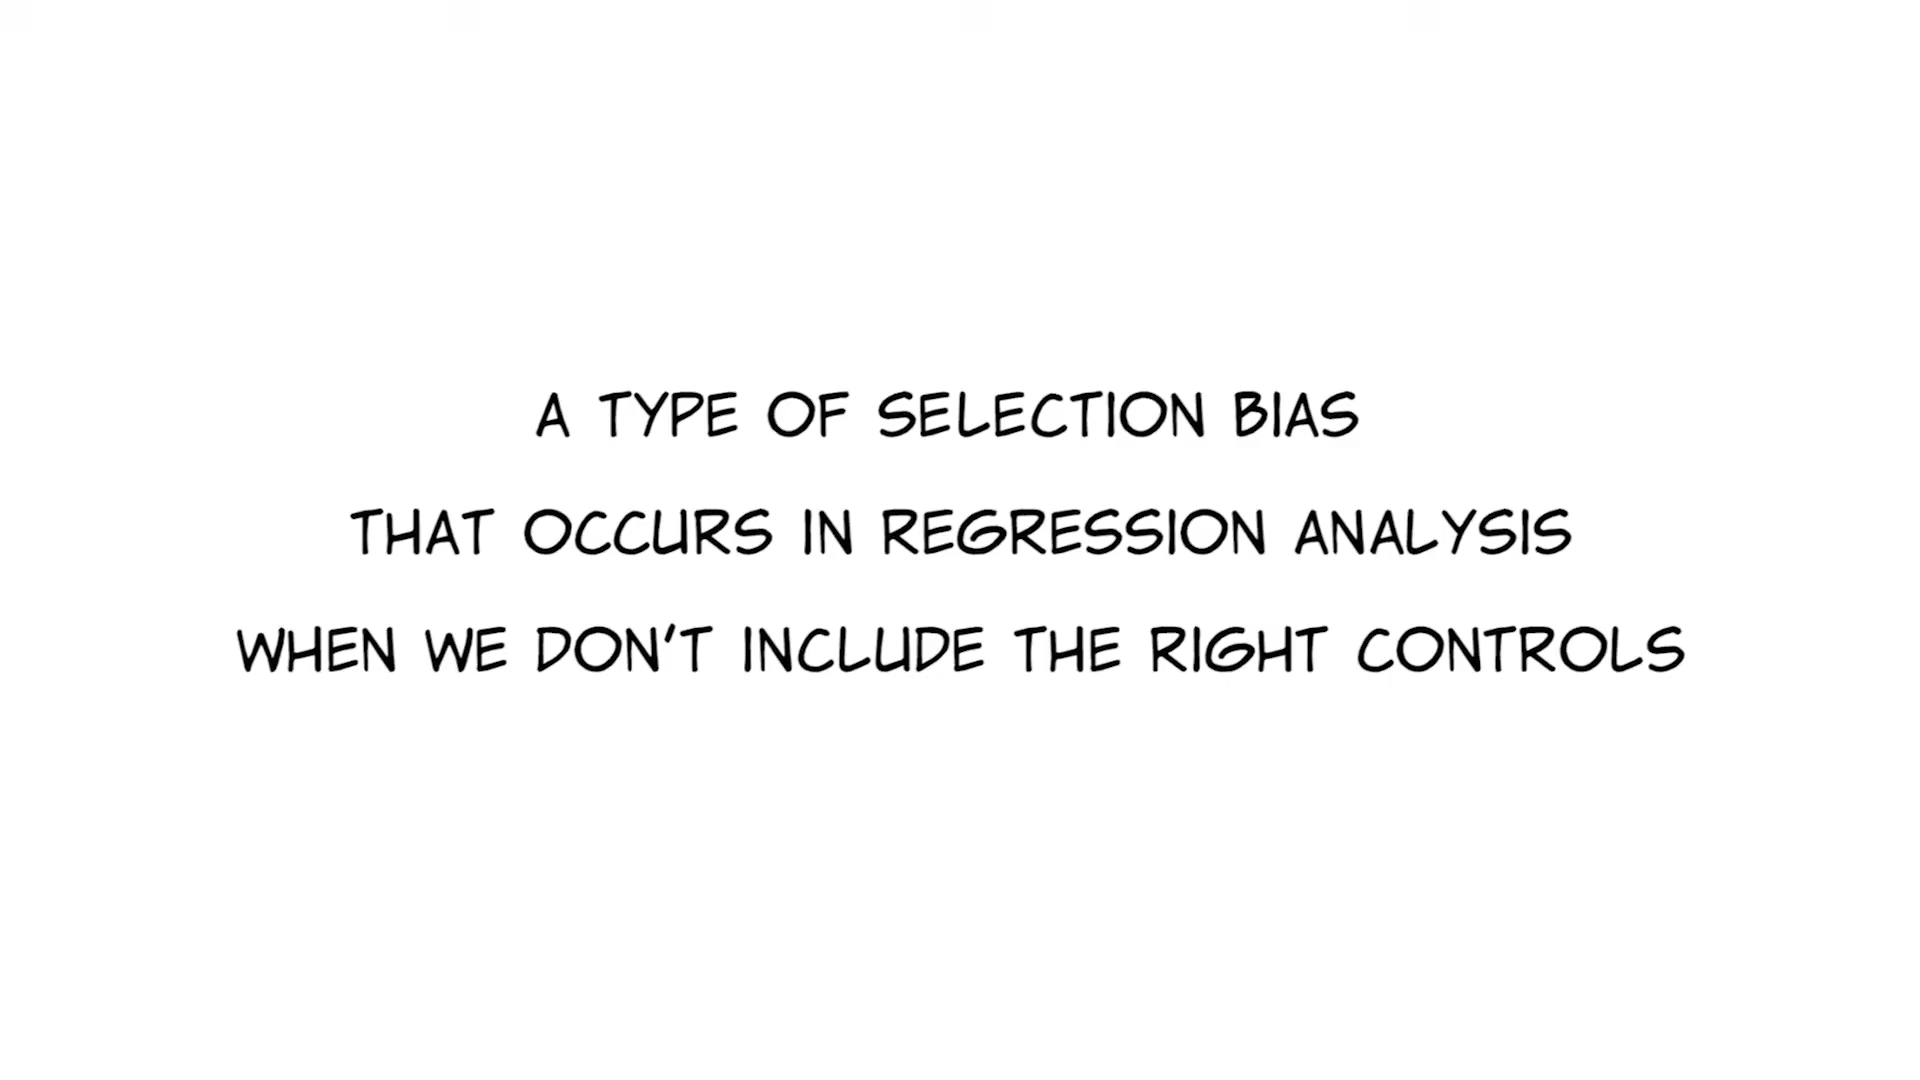 A TYPE OF SELECTION BIAS
THAT OCCURS IN REGRESSION ANALYSIS
WHEN WE DON'T INCLUDE THE RIGHT CONTROLS